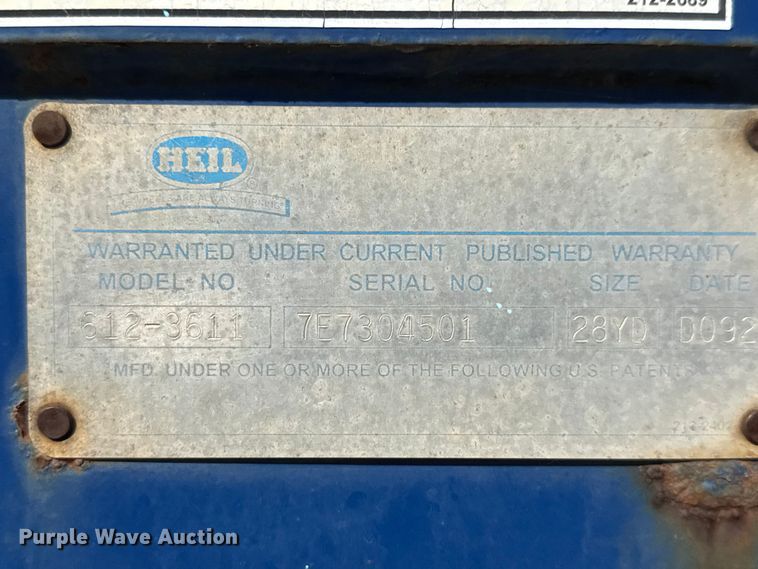 212-2669
HEIL
WARRANTED UNDER CURRENT PUBLISHED WARRANTY
MODEL NO. SERIAL NO. SIZE DATE
612-3611 7E7304501 28YD D092
MFD. UNDER ONE OR MORE OF THE FOLLOWING U.S. PATENTS
Purple Wave Auction